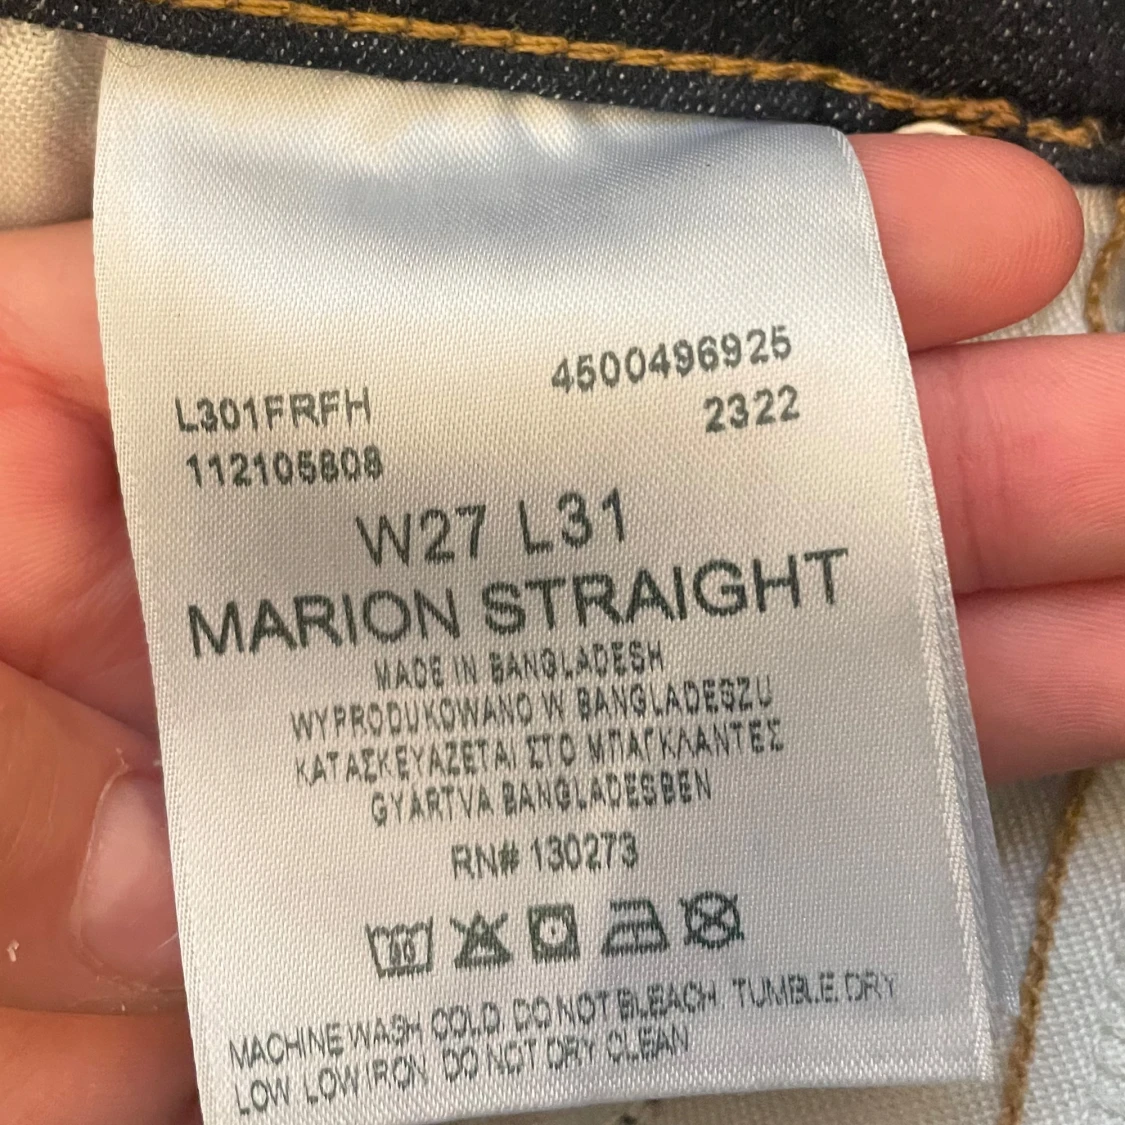 4500496925
L301FRFH
2322
112105808
W27 L31
MARION STRAIGHT
MADE IN BANGLADESH
WYPRODUKOWANO W BANGLADESZU
ΚΑΤΑΣΚΕΥΑΖΕΤΑΙ ΣΤΟ ΜΠΑΓΚΛΑΝΤΕΣ
GYARTVA BANGLADESBEN
RN# 130273
MACHINE WASH COLD. DO NOT BLEACH. TUMBLE DRY
LOW LOW IRON DO NOT DRY CLEAN